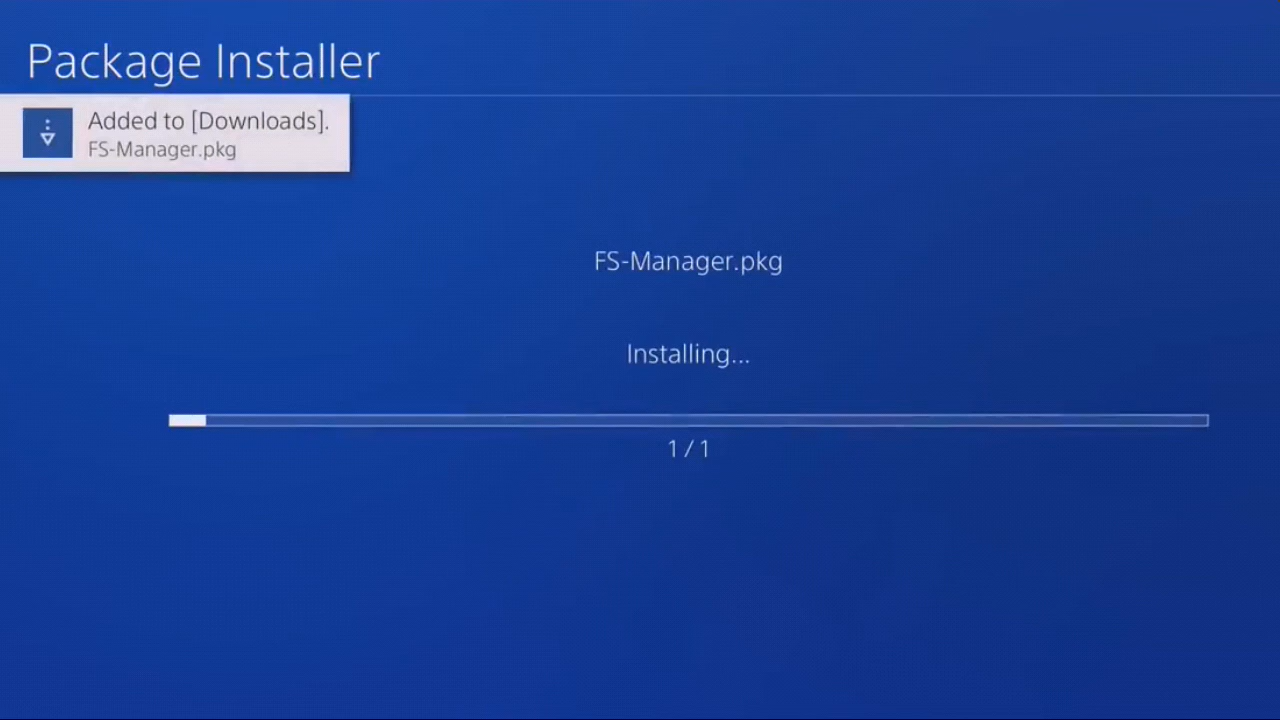 Package Installer
Added to [Downloads].
FS-Manager.pkg
FS-Manager.pkg
Installing...
1 / 1